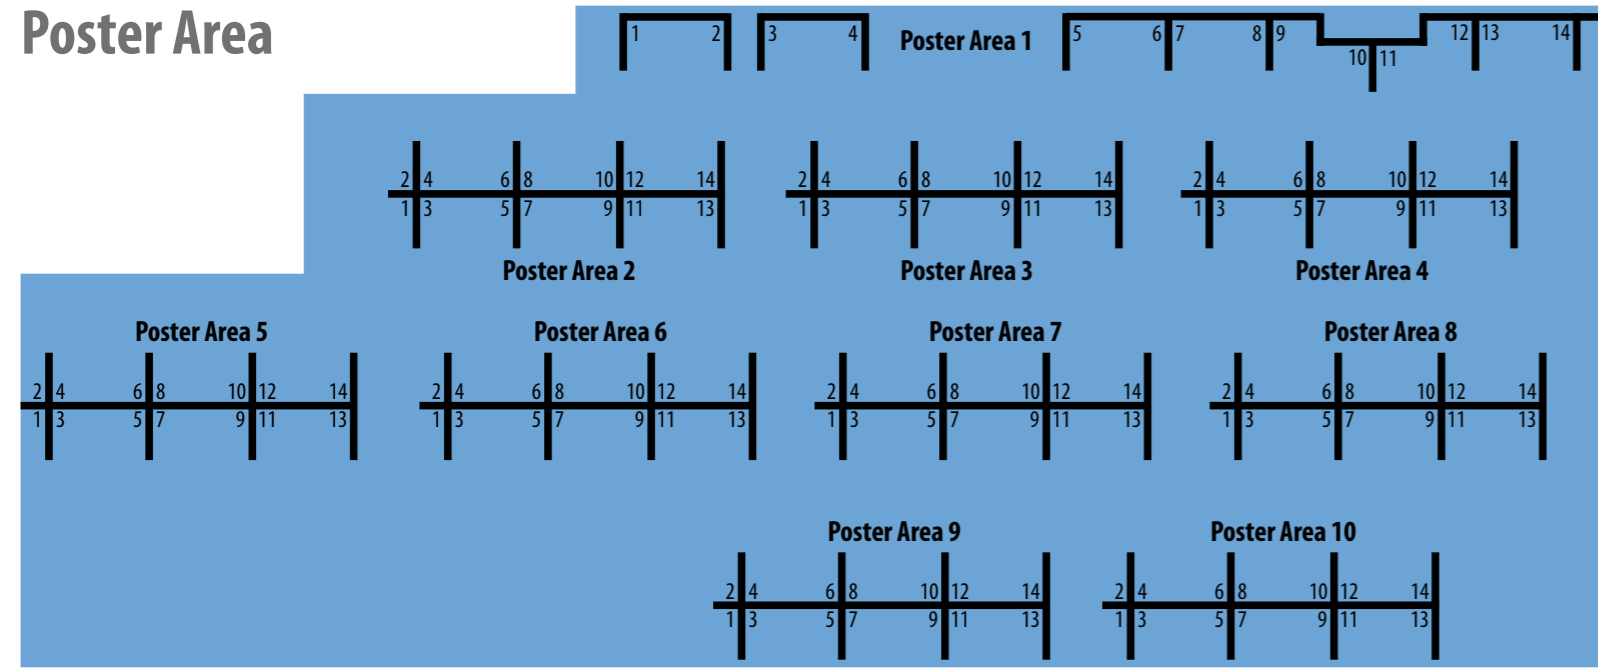 Poster Area
1 2 3 4 Poster Area 1 5 6 7 8 9 12 13 14
10 11
2 4 6 8 10 12 14 2 4 6 8 10 12 14 2 4 6 8 10 12 14
1 3 5 7 9 11 13 1 3 5 7 9 11 13 1 3 5 7 9 11 13
Poster Area 2 Poster Area 3 Poster Area 4
Poster Area 5 Poster Area 6 Poster Area 7 Poster Area 8
2 4 6 8 10 12 14 2 4 6 8 10 12 14 2 4 6 8 10 12 14 2 4 6 8 10 12 14
1 3 5 7 9 11 13 1 3 5 7 9 11 13 1 3 5 7 9 11 13 1 3 5 7 9 11 13
Poster Area 9 Poster Area 10
2 4 6 8 10 12 14 2 4 6 8 10 12 14
1 3 5 7 9 11 13 1 3 5 7 9 11 13